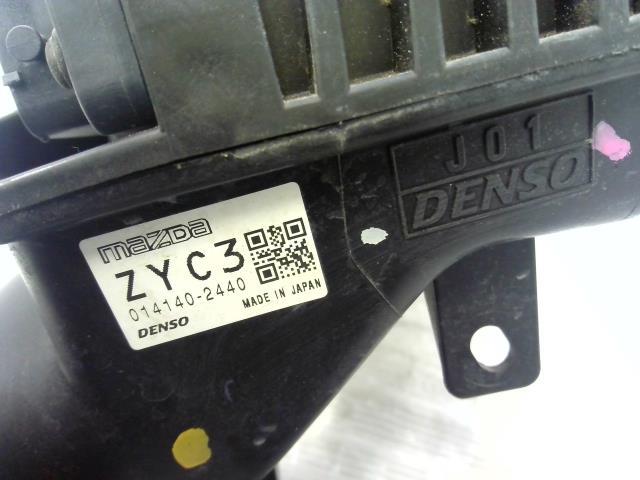 J01
DENSO
mazda
ZYC3
014140-2440
MADE IN JAPAN
DENSO